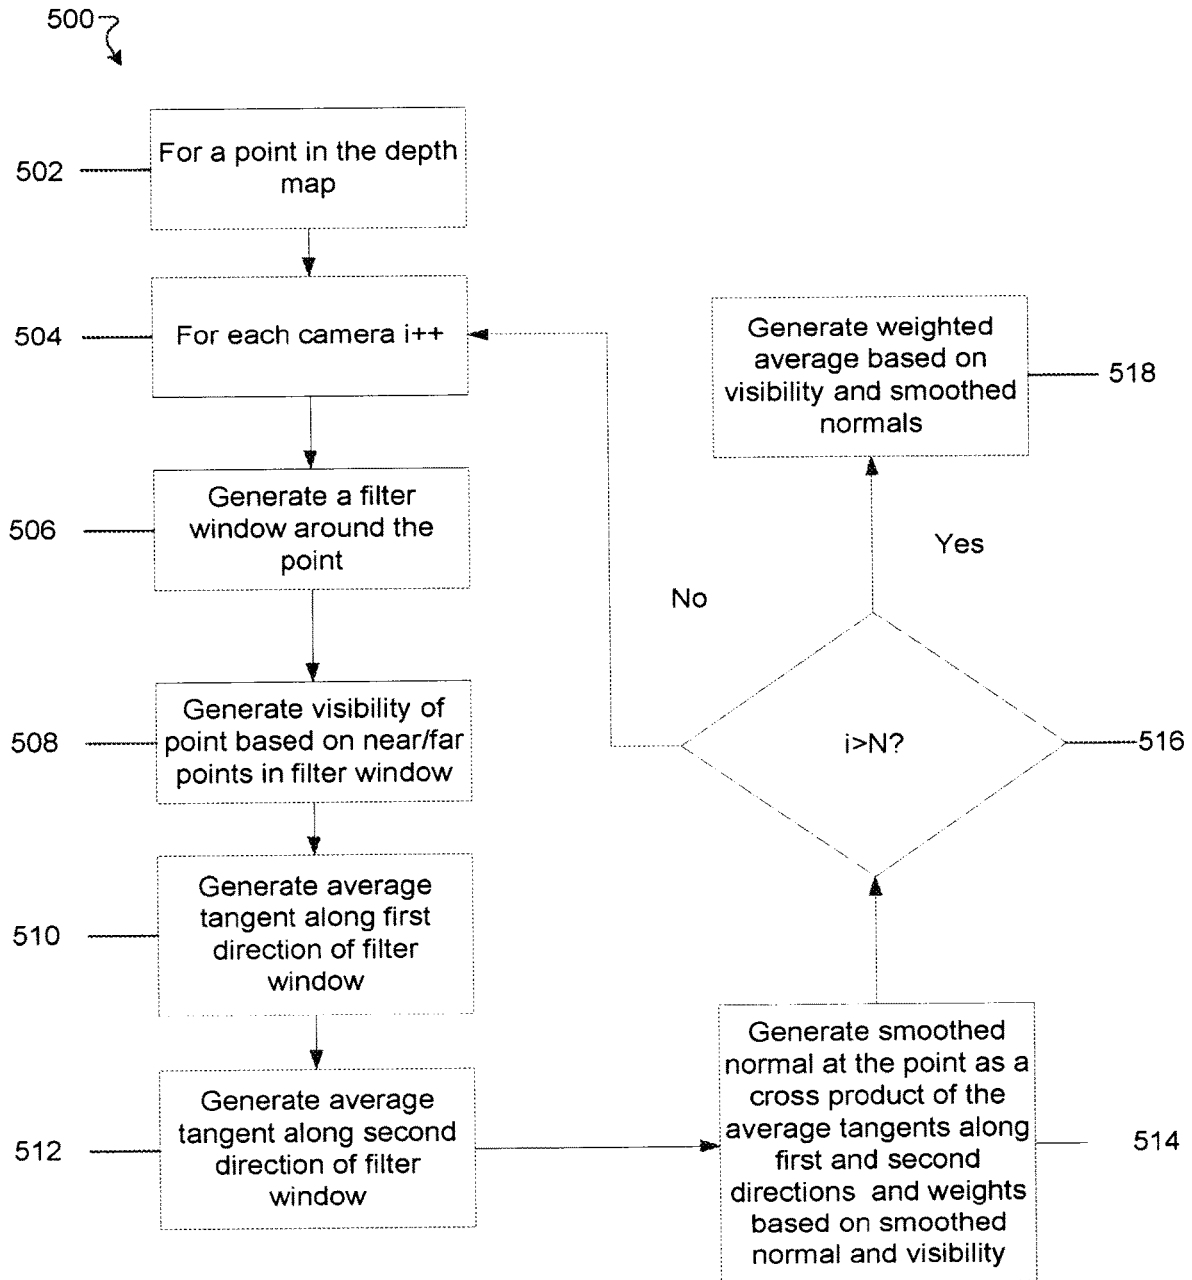 500
502
For a point in the depth
map
504
For each camera i++
506
Generate a filter
window around the
point
508
Generate visibility of
point based on near/far
points in filter window
510
Generate average
tangent along first
direction of filter
window
512
Generate average
tangent along second
direction of filter
window
Generate smoothed
normal at the point as a
cross product of the
average tangents along
first and second
directions and weights
based on smoothed
normal and visibility
514
i>N?
516
No
Yes
Generate weighted
average based on
visibility and smoothed
normals
518